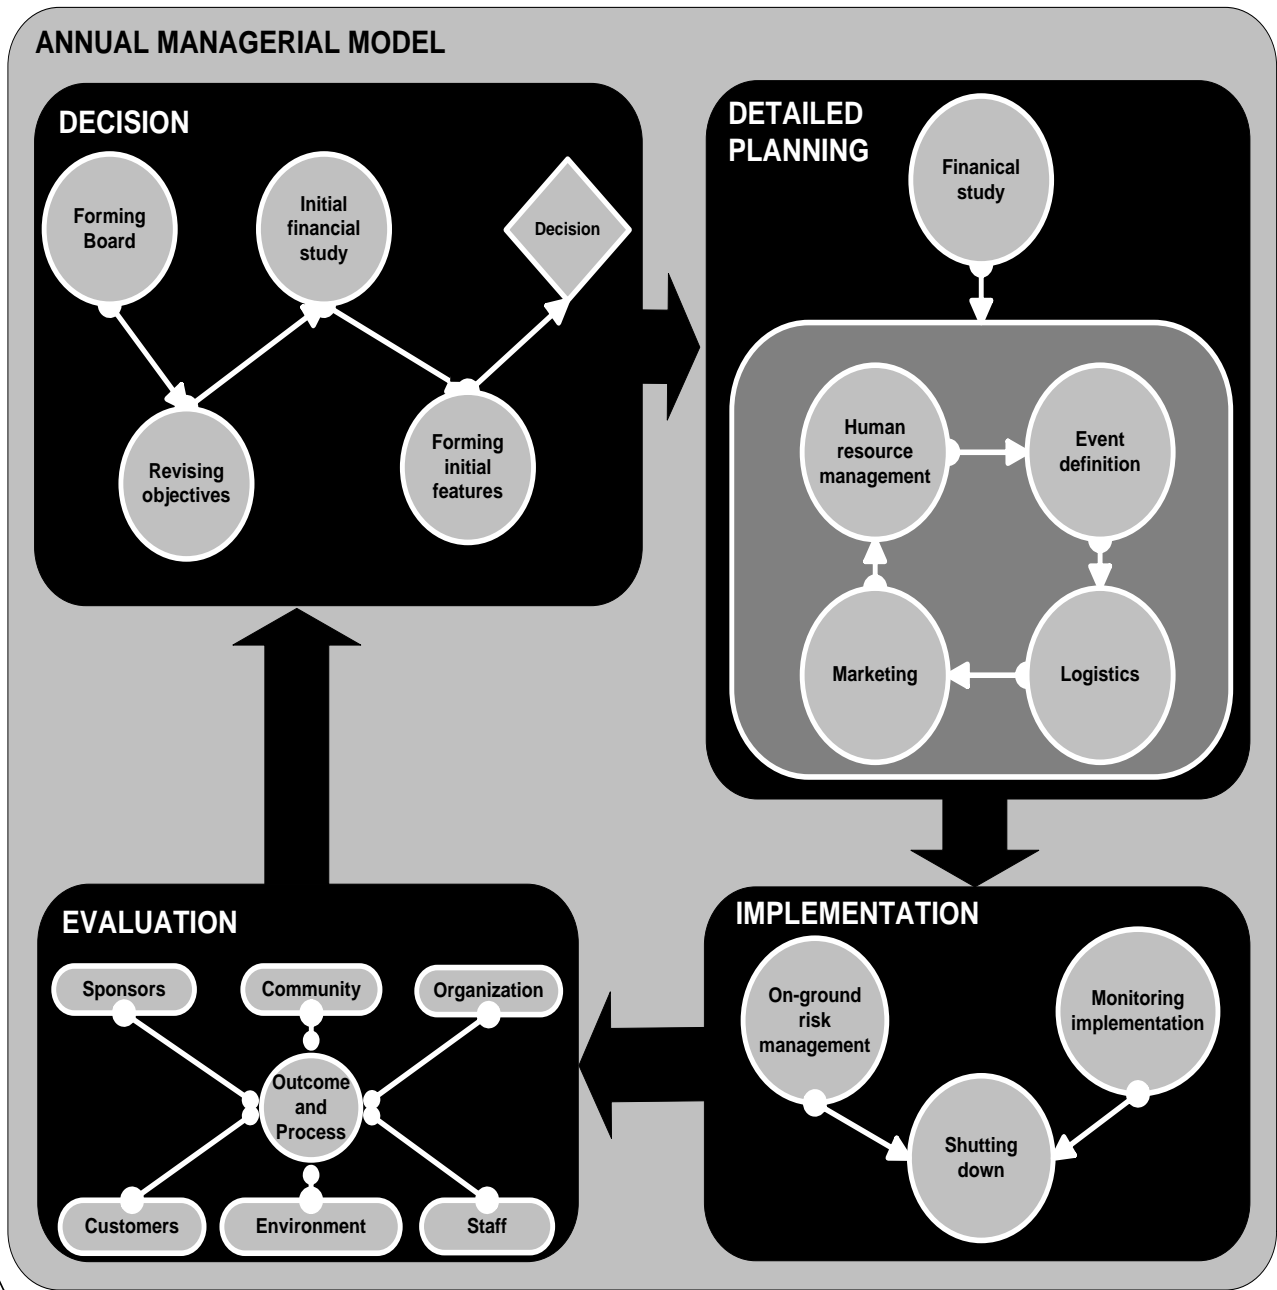 ANNUAL MANAGERIAL MODEL
DECISION
Forming
Board
Initial
financial
study
Decision
Revising
objectives
Forming
initial
features
DETAILED
PLANNING
Finanical
study
Human
resource
management
Event
definition
Marketing
Logistics
EVALUATION
Sponsors
Community
Organization
Outcome
and
Process
Customers
Environment
Staff
IMPLEMENTATION
On-ground
risk
management
Monitoring
implementation
Shutting
down